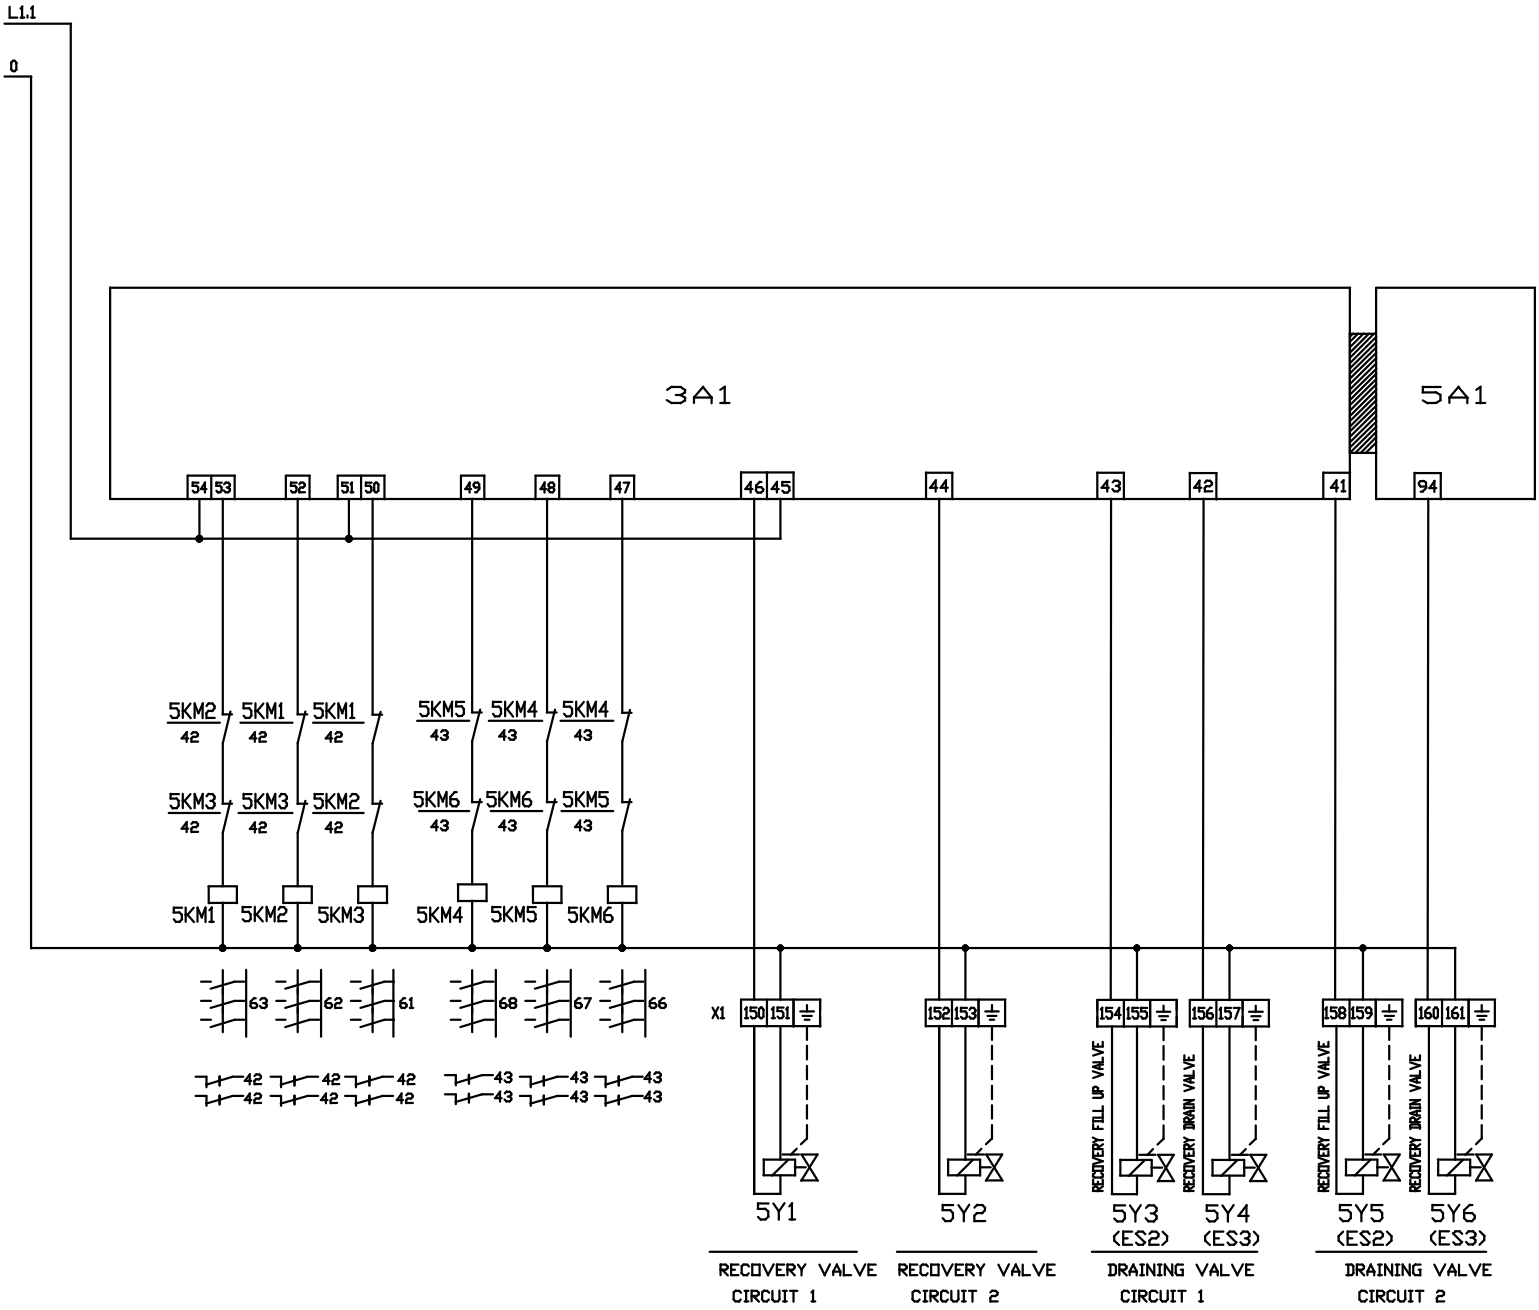 L1.1
0
3A1 5A1
54 53 52 51 50 49 48 47 46 45 44 43 42 41 94
5KM2 5KM1 5KM1 5KM5 5KM4 5KM4
42 42 42 43 43 43
5KM3 5KM3 5KM2 5KM6 5KM6 5KM5
42 42 42 43 43 43
5KM1 5KM2 5KM3 5KM4 5KM5 5KM6
63 62 61 68 67 66
X1 150 151 152 153 154 155 156 157 158 159 160 161
42 42 42 43 43 43
42 42 42 43 43 43
RECOVERY FILL UP VALVE
RECOVERY DRAIN VALVE
RECOVERY FILL UP VALVE
RECOVERY DRAIN VALVE
5Y1 5Y2 5Y3 5Y4 5Y5 5Y6
(ES2) (ES3) (ES2) (ES3)
RECOVERY VALVE RECOVERY VALVE DRAINING VALVE DRAINING VALVE
CIRCUIT 1 CIRCUIT 2 CIRCUIT 1 CIRCUIT 2